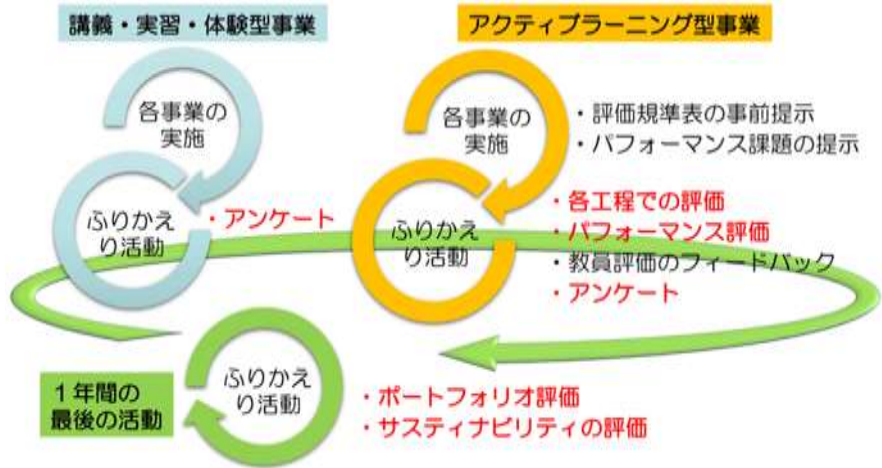 講義・実習・体験型事業
アクティブラーニング型事業
各事業の
実施
各事業の
実施
・評価規準表の事前提示
・パフォーマンス課題の提示
ふりかえ
り活動
・アンケート
ふりかえ
り活動
・各工程での評価
・パフォーマンス評価
・教員評価のフィードバック
・アンケート
１年間の
最後の活動
ふりかえ
り活動
・ポートフォリオ評価
・サスティナビリティの評価